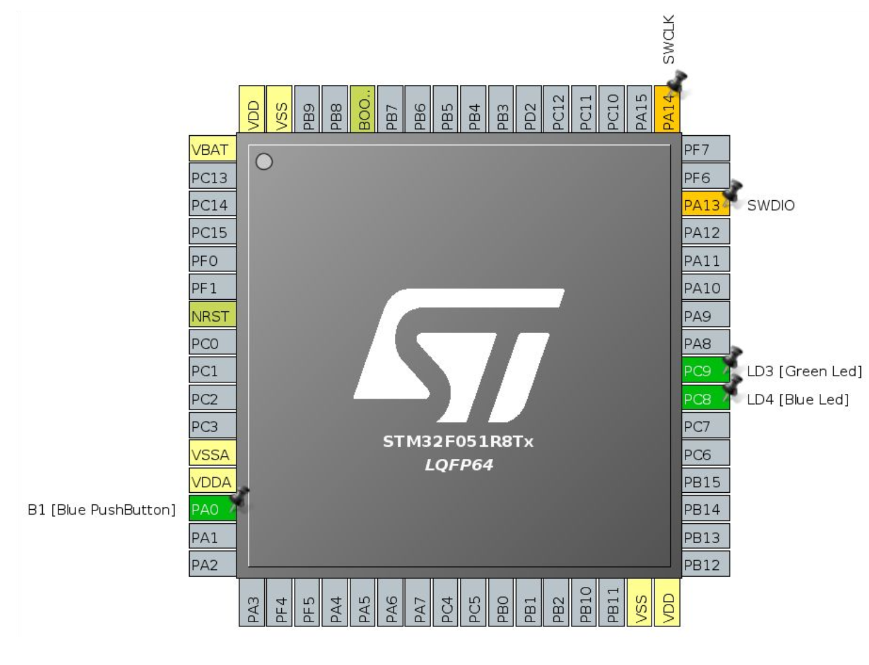 SWCLK
VDD
VSS
PB9
PB8
BOO..
PB7
PB6
PB5
PB4
PB3
PD2
PC12
PC11
PC10
PA15
PA14
VBAT
PC13
PC14
PC15
PF0
PF1
NRST
PC0
PC1
PC2
PC3
VSSA
VDDA
B1 [Blue PushButton] PA0
PA1
PA2
STM32F051R8Tx
LQFP64
PF7
PF6
PA13 SWDIO
PA12
PA11
PA10
PA9
PA8
PC9 LD3 [Green Led]
PC8 LD4 [Blue Led]
PC7
PC6
PB15
PB14
PB13
PB12
PA3
PF4
PF5
PA4
PA5
PA6
PA7
PC4
PC5
PB0
PB1
PB2
PB10
PB11
VSS
VDD